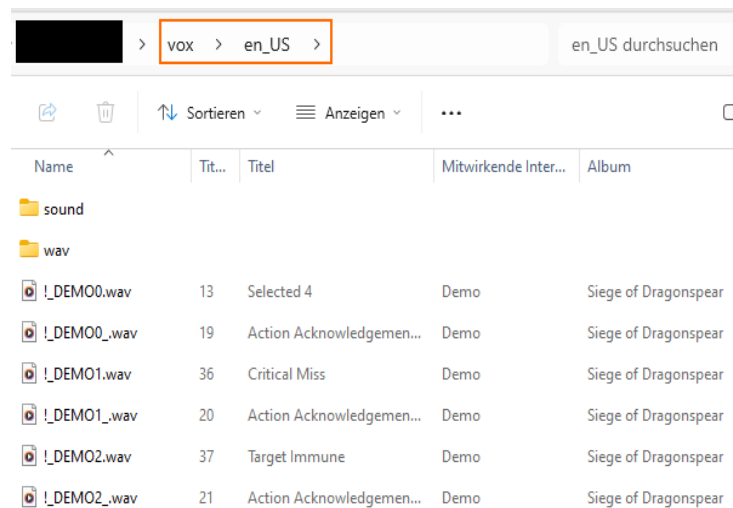 > vox > en_US > en_US durchsuchen
Sortieren Anzeigen ...
Name Tit... Titel Mitwirkende Inter... Album
sound
wav
!_DEMO0.wav 13 Selected 4 Demo Siege of Dragonspear
!_DEMO0_.wav 19 Action Acknowledgemen... Demo Siege of Dragonspear
!_DEMO1.wav 36 Critical Miss Demo Siege of Dragonspear
!_DEMO1_.wav 20 Action Acknowledgemen... Demo Siege of Dragonspear
!_DEMO2.wav 37 Target Immune Demo Siege of Dragonspear
!_DEMO2_.wav 21 Action Acknowledgemen... Demo Siege of Dragonspear